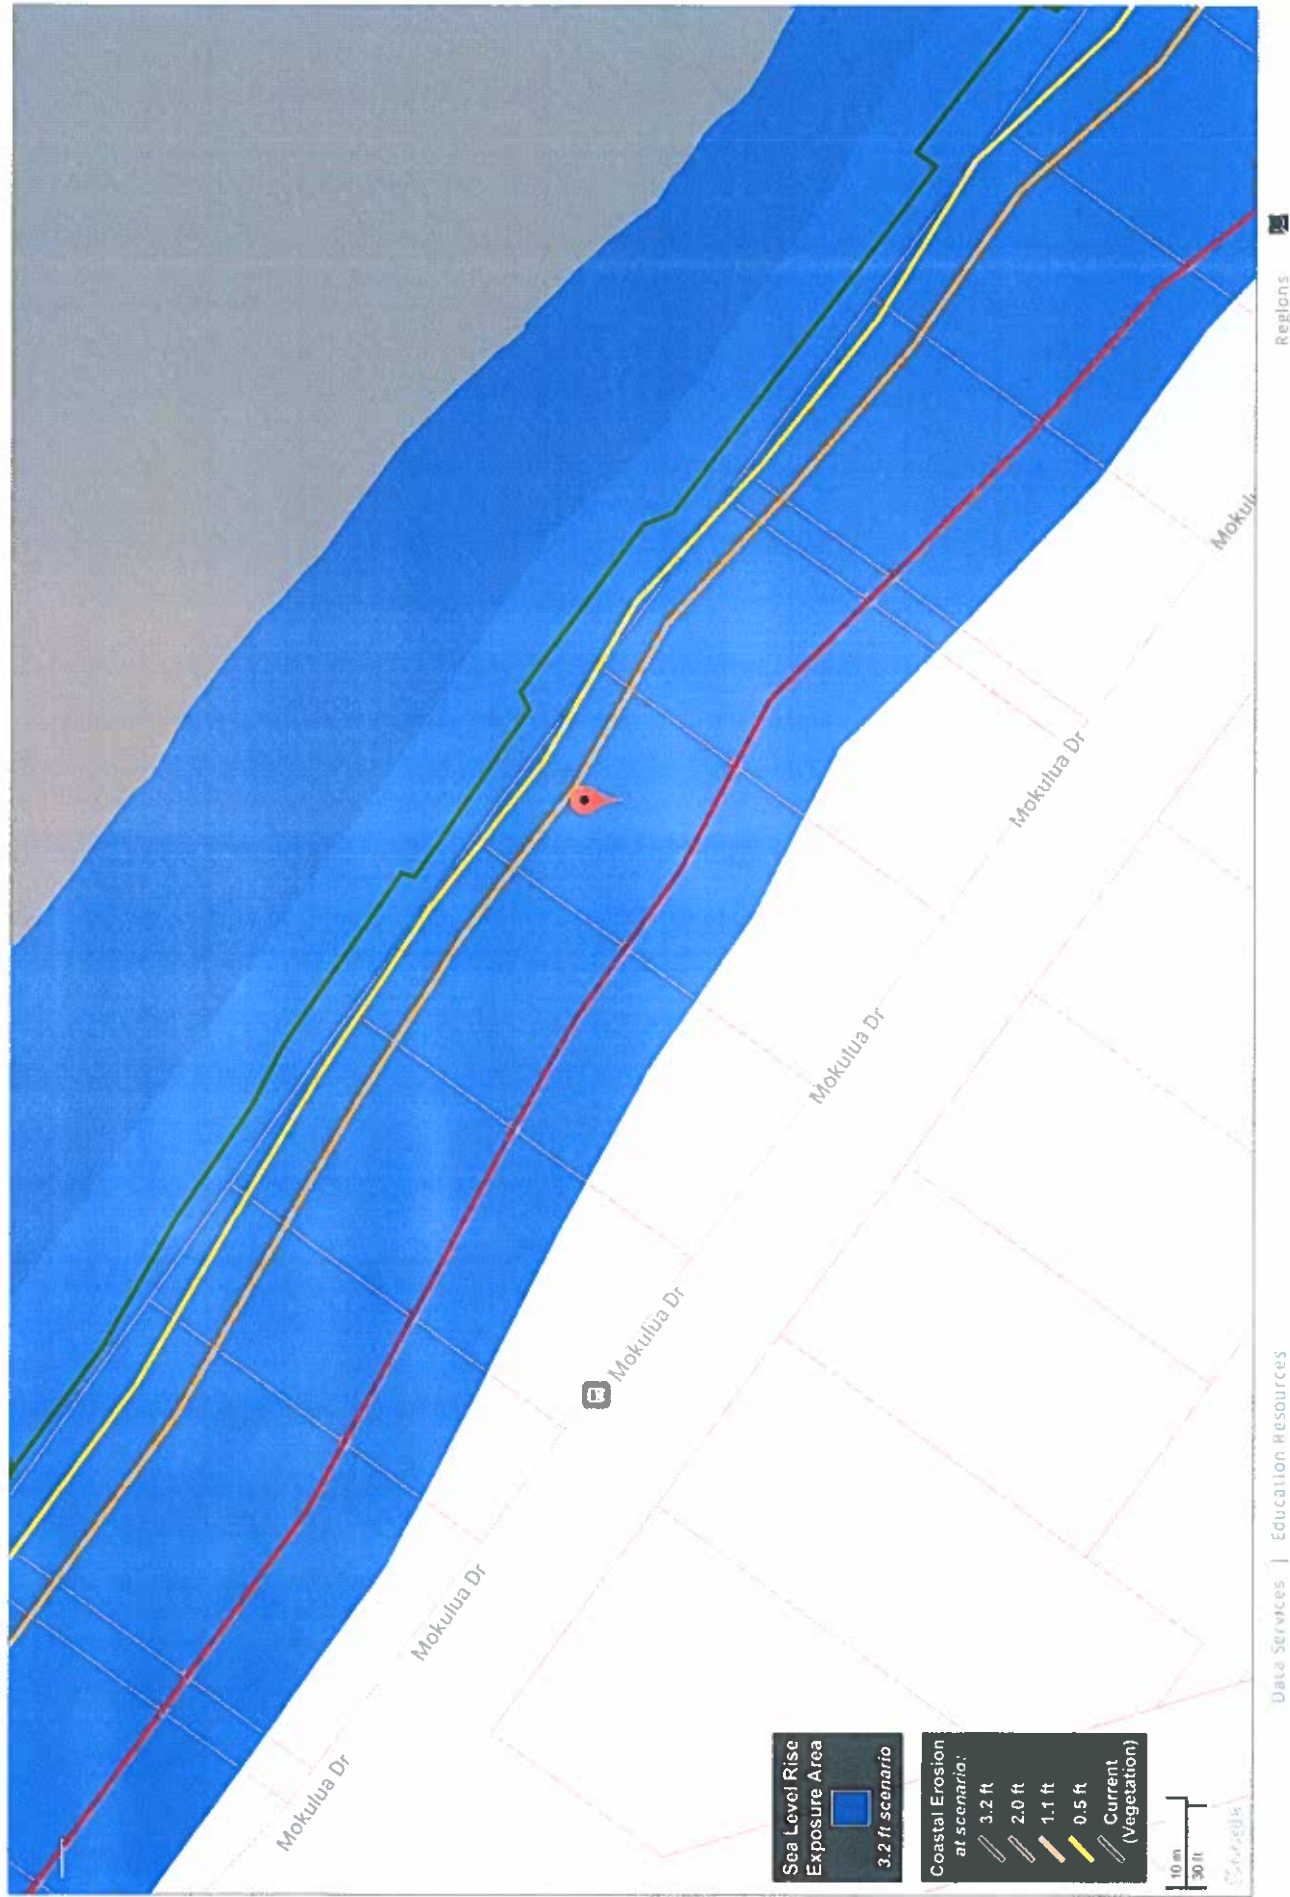 Mokulua Dr
Mokulua Dr
Mokulua Dr
Mokulua Dr
Mokulua Dr
Sea Level Rise
Exposure Area
3.2 ft scenario
Coastal Erosion
at scenario:
3.2 ft
2.0 ft
1.1 ft
0.5 ft
Current
(Vegetation)
10 m
30 ft
Google
Data Services | Education Resources
Regions